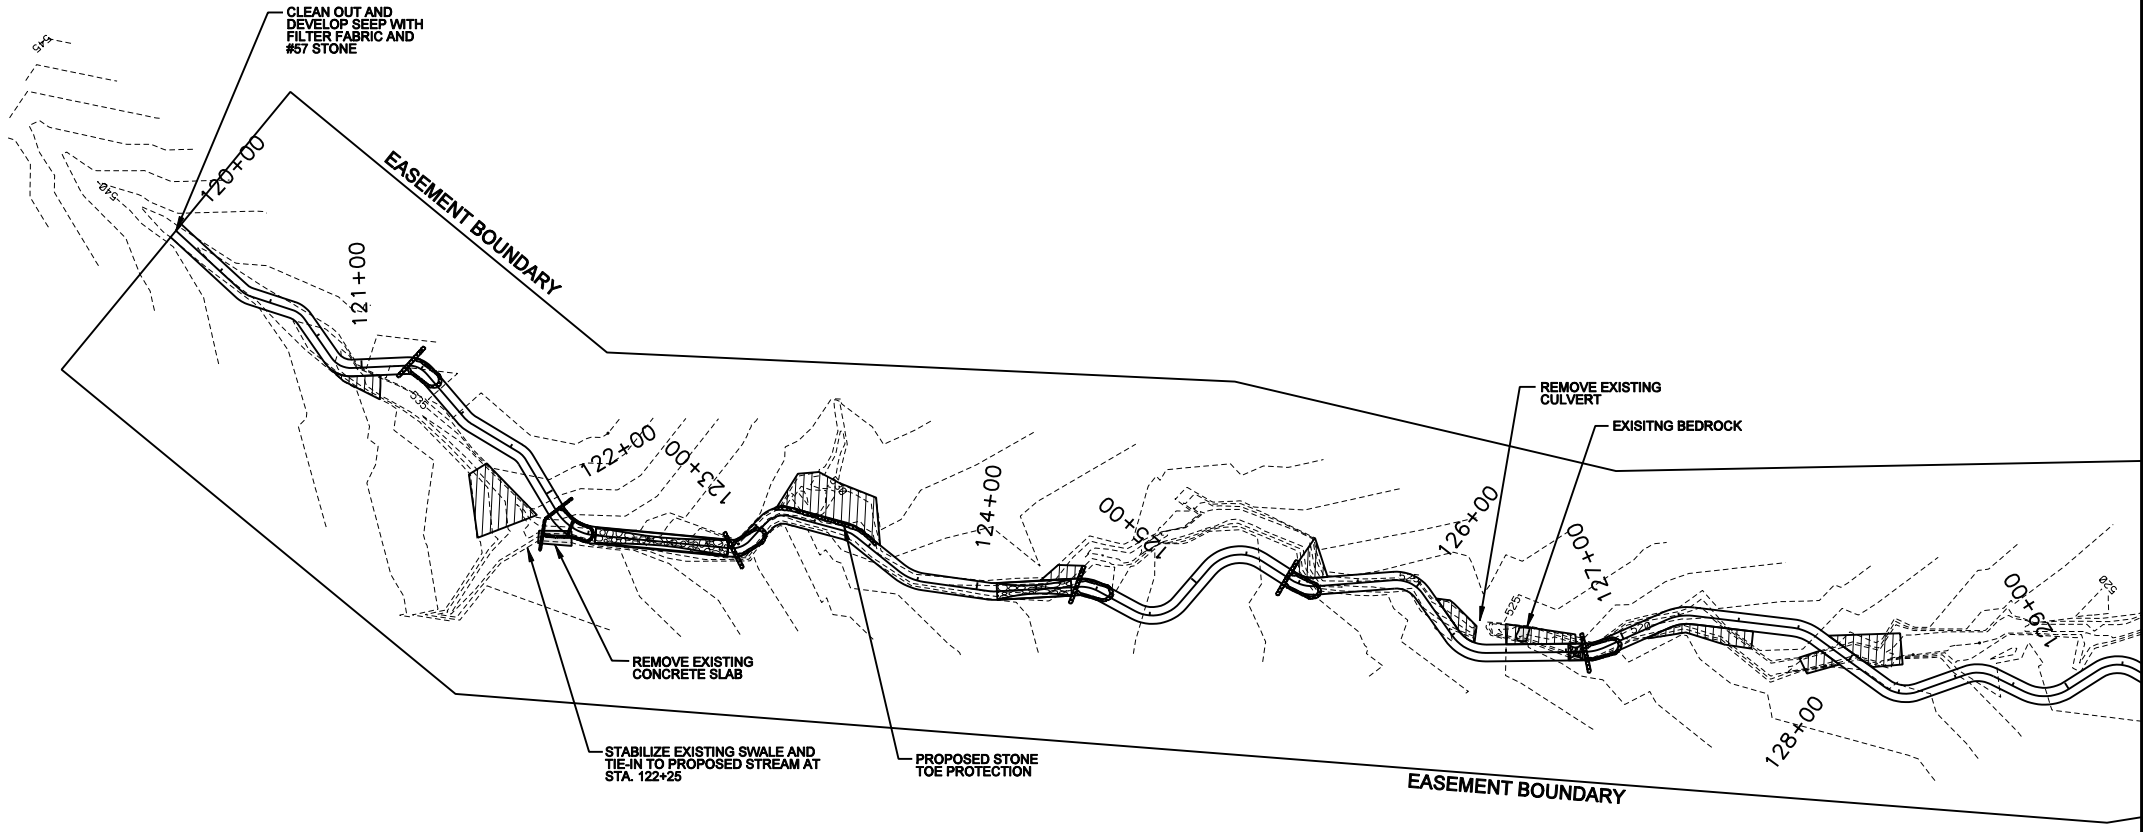 CLEAN OUT AND
DEVELOP SEEP WITH
FILTER FABRIC AND
#57 STONE
545
540
120+00
EASEMENT BOUNDARY
121+00
535
122+00
123+00
530
124+00
125+00
REMOVE EXISTING
CULVERT
EXISITNG BEDROCK
126+00
127+00
525
525
520
129+00
520
128+00
REMOVE EXISTING
CONCRETE SLAB
STABILIZE EXISTING SWALE AND
TIE-IN TO PROPOSED STREAM AT
STA. 122+25
PROPOSED STONE
TOE PROTECTION
EASEMENT BOUNDARY